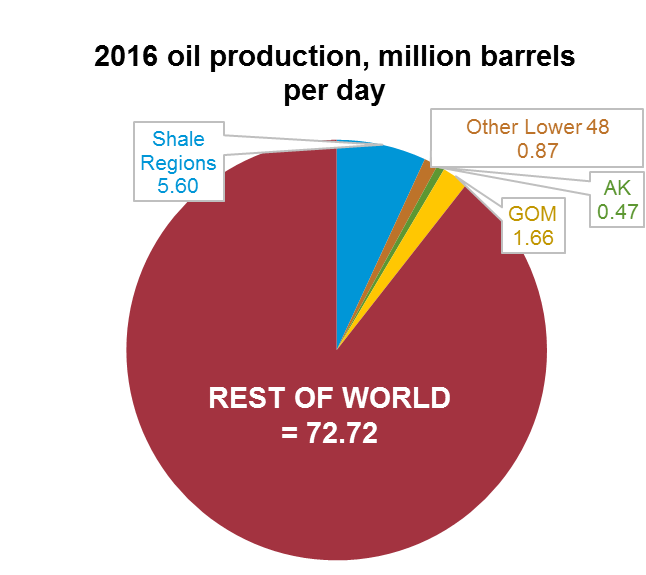 2016 oil production, million barrels
per day
Shale
Regions
5.60
Other Lower 48
0.87
AK
0.47
GOM
1.66
REST OF WORLD
= 72.72